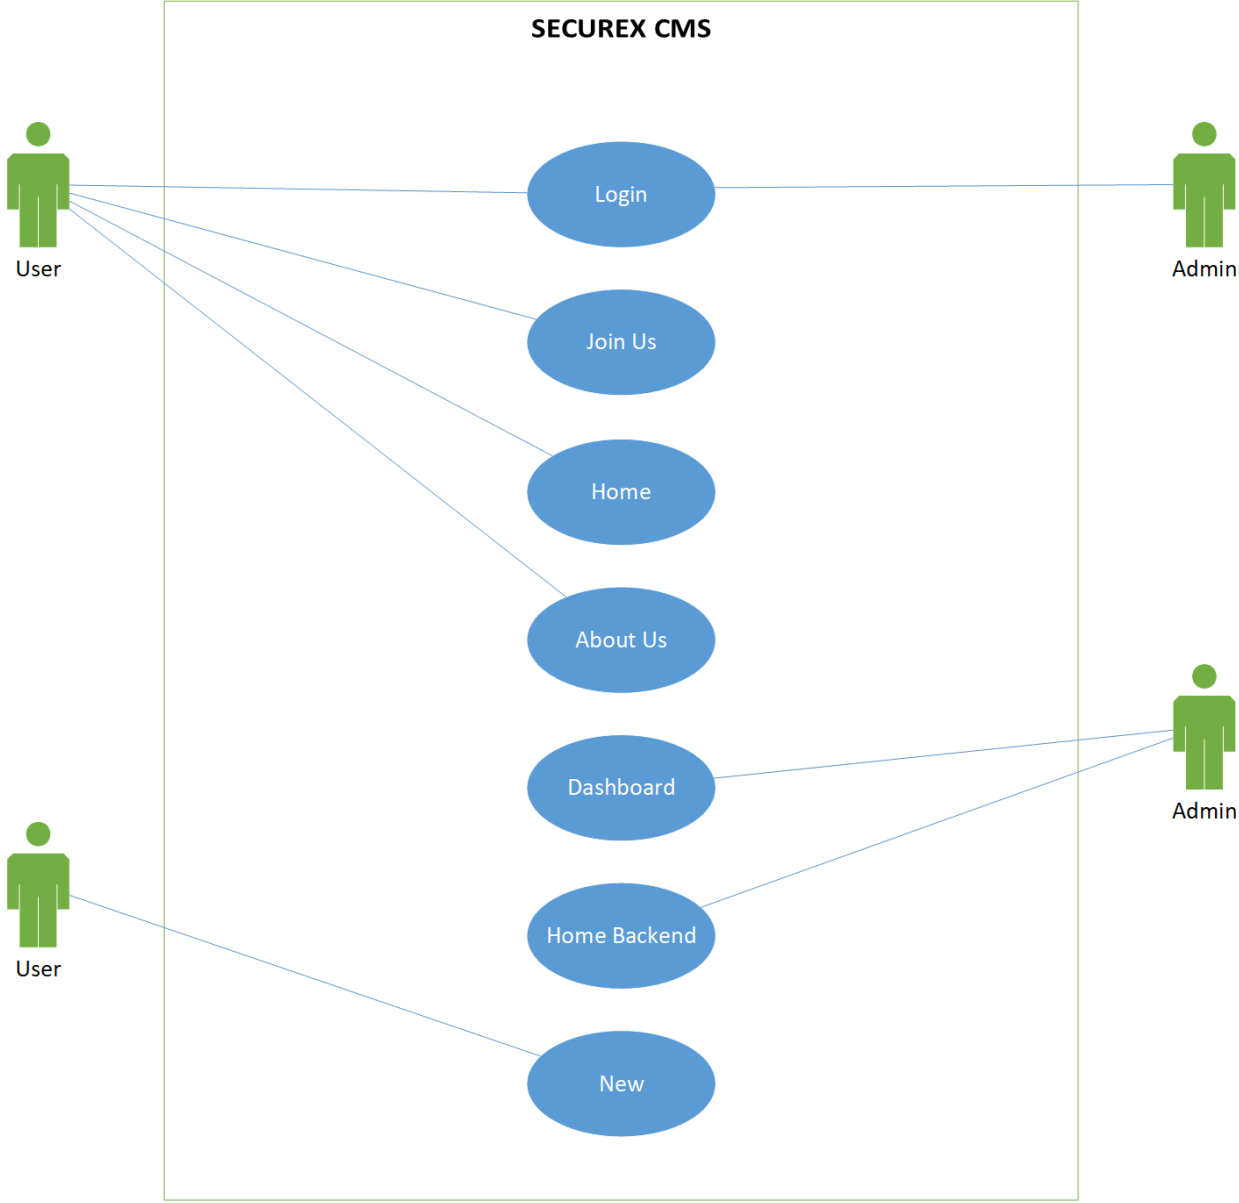 SECUREX CMS
Login
User
Admin
Join Us
Home
About Us
Dashboard
Admin
Home Backend
User
New